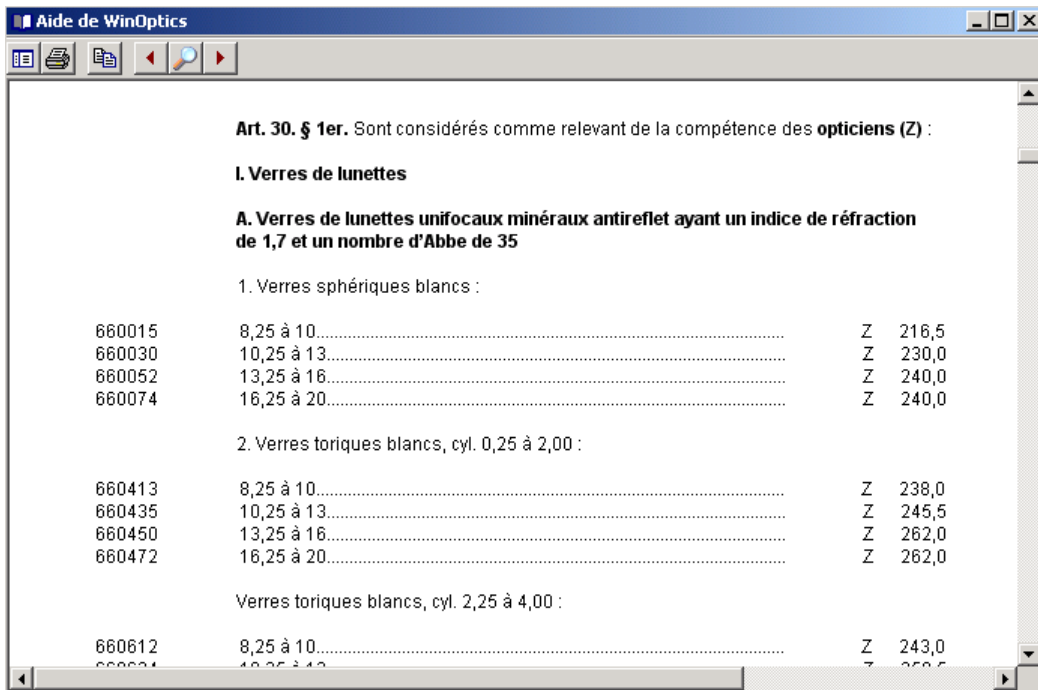 Aide de WinOptics
Art. 30. § 1er. Sont considérés comme relevant de la compétence des opticiens (Z) :
I. Verres de lunettes
A. Verres de lunettes unifocaux minéraux antireflet ayant un indice de réfraction
de 1,7 et un nombre d'Abbe de 35
1. Verres sphériques blancs :
660015 8,25 à 10........ Z 216,5
660030 10,25 à 13........ Z 230,0
660052 13,25 à 16........ Z 240,0
660074 16,25 à 20........ Z 240,0
2. Verres toriques blancs, cyl. 0,25 à 2,00 :
660413 8,25 à 10........ Z 238,0
660435 10,25 à 13........ Z 245,5
660450 13,25 à 16........ Z 262,0
660472 16,25 à 20........ Z 262,0
Verres toriques blancs, cyl. 2,25 à 4,00 :
660612 8,25 à 10........ Z 243,0